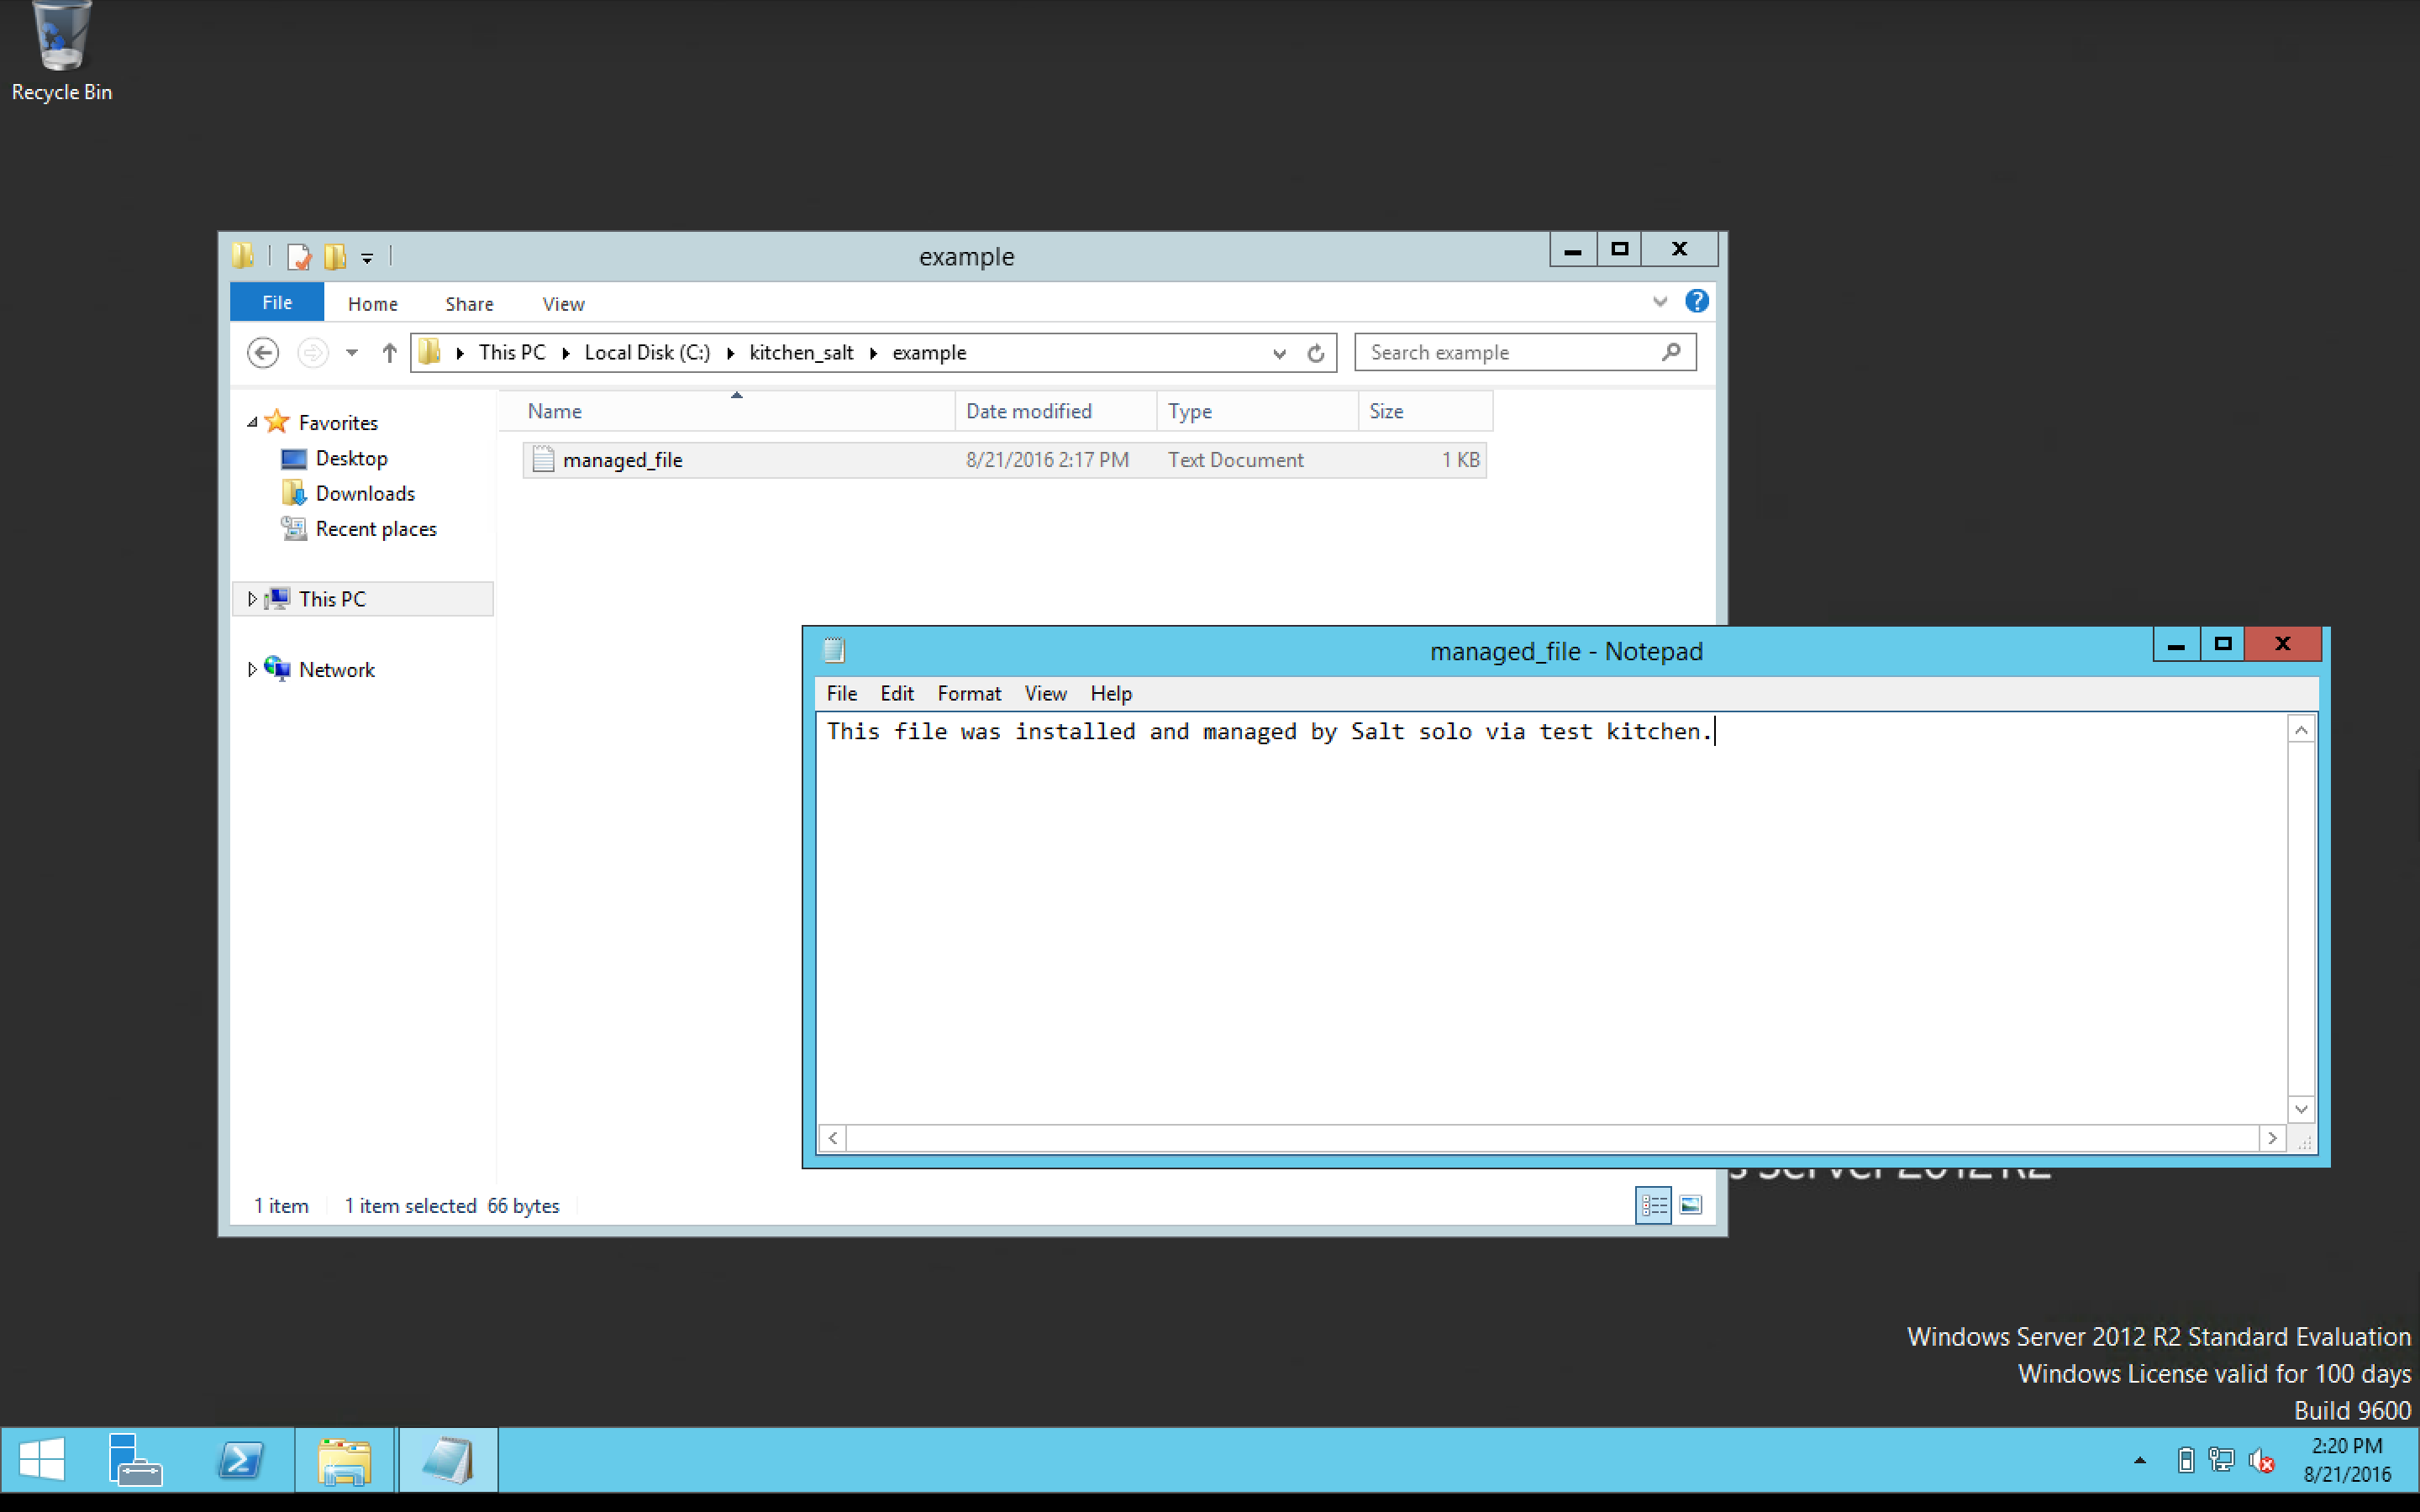 Recycle Bin
example
File Home Share View
This PC Local Disk (C:) kitchen_salt example
Search example
Name Date modified Type Size
Favorites
managed_file 8/21/2016 2:17 PM Text Document 1 KB
Desktop
Downloads
Recent places
This PC
Network
managed_file - Notepad
File Edit Format View Help
This file was installed and managed by Salt solo via test kitchen.
Server 2012 R2
1 item 1 item selected 66 bytes
Windows Server 2012 R2 Standard Evaluation
Windows License valid for 100 days
Build 9600
2:20 PM
8/21/2016